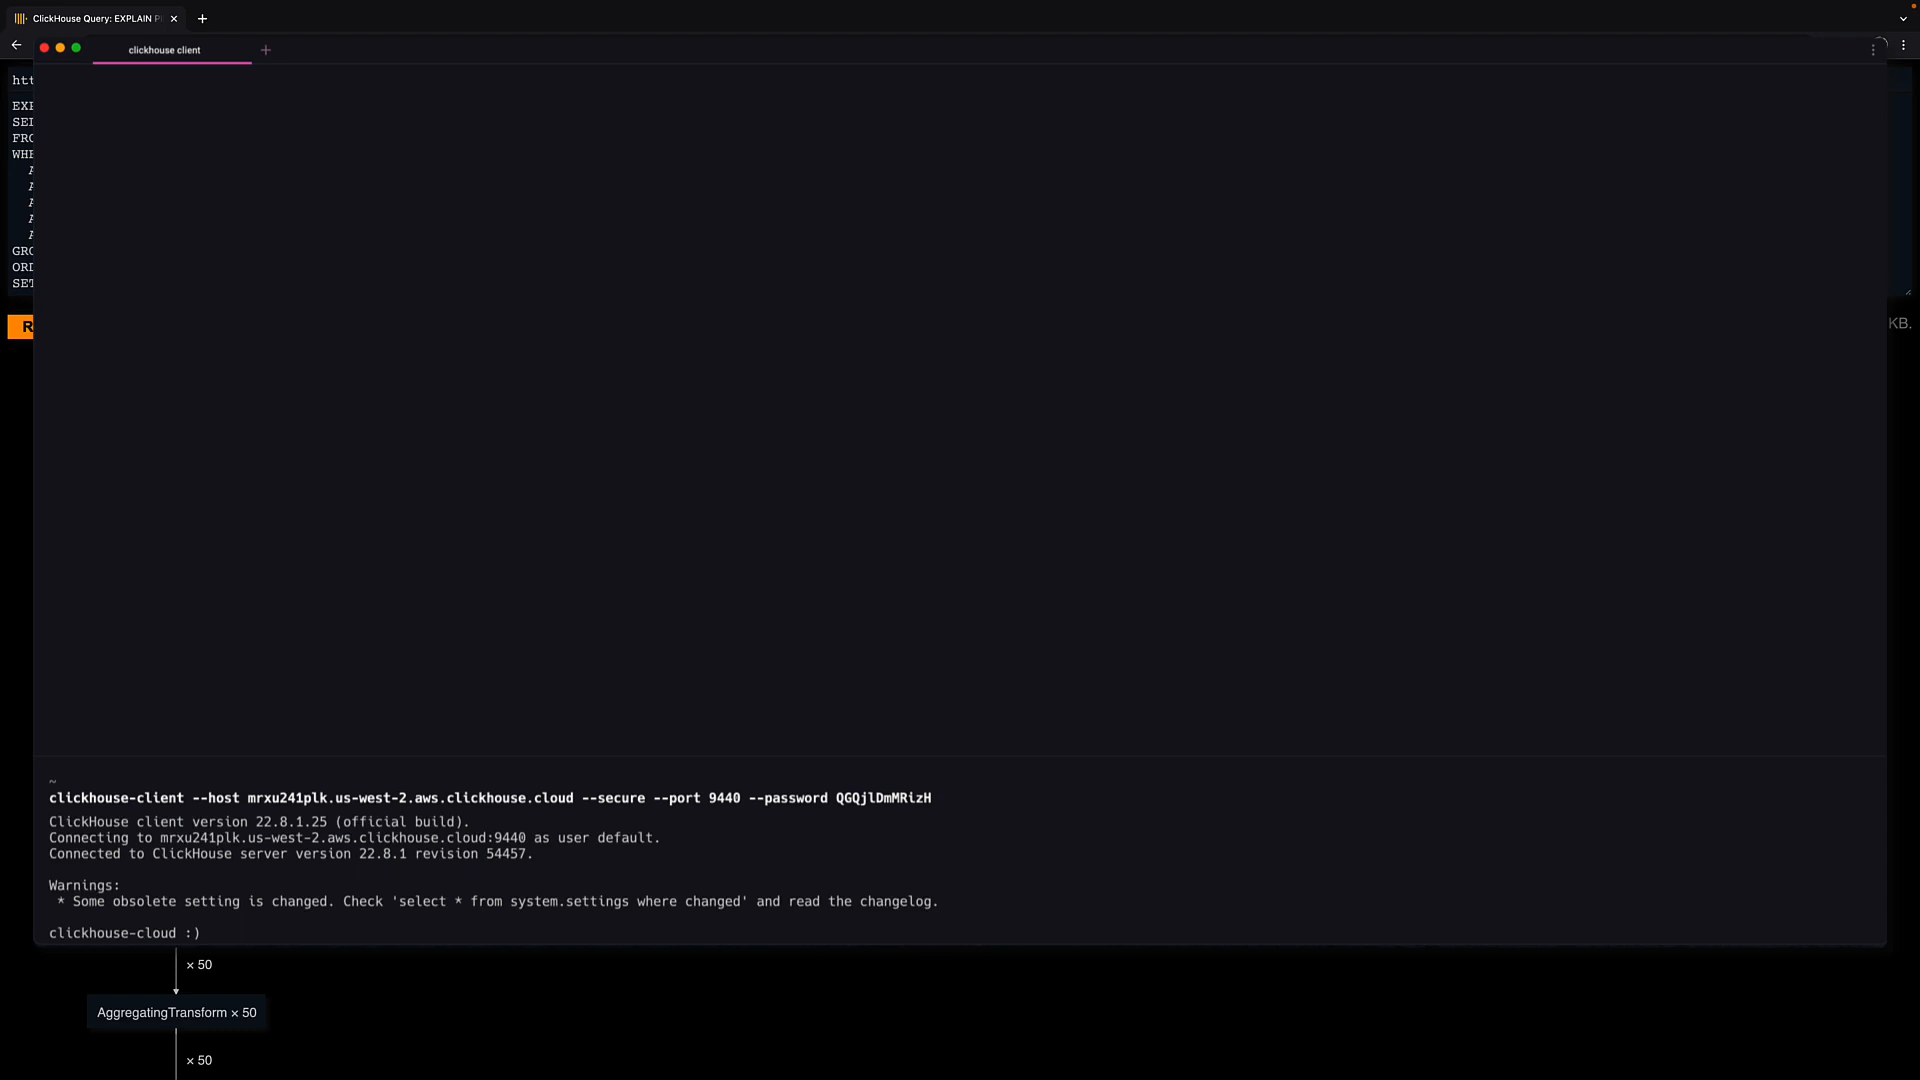 ClickHouse Query: EXPLAIN P
clickhouse client
htt
EXP
SEL
FRO
WHE
A
A
A
A
A
GRO
ORD
SET
R
KB.
~
clickhouse-client --host mrxu241plk.us-west-2.aws.clickhouse.cloud --secure --port 9440 --password QGQjlDmMRizH
ClickHouse client version 22.8.1.25 (official build).
Connecting to mrxu241plk.us-west-2.aws.clickhouse.cloud:9440 as user default.
Connected to ClickHouse server version 22.8.1 revision 54457.
Warnings:
* Some obsolete setting is changed. Check 'select * from system.settings where changed' and read the changelog.
clickhouse-cloud :)
× 50
AggregatingTransform × 50
× 50